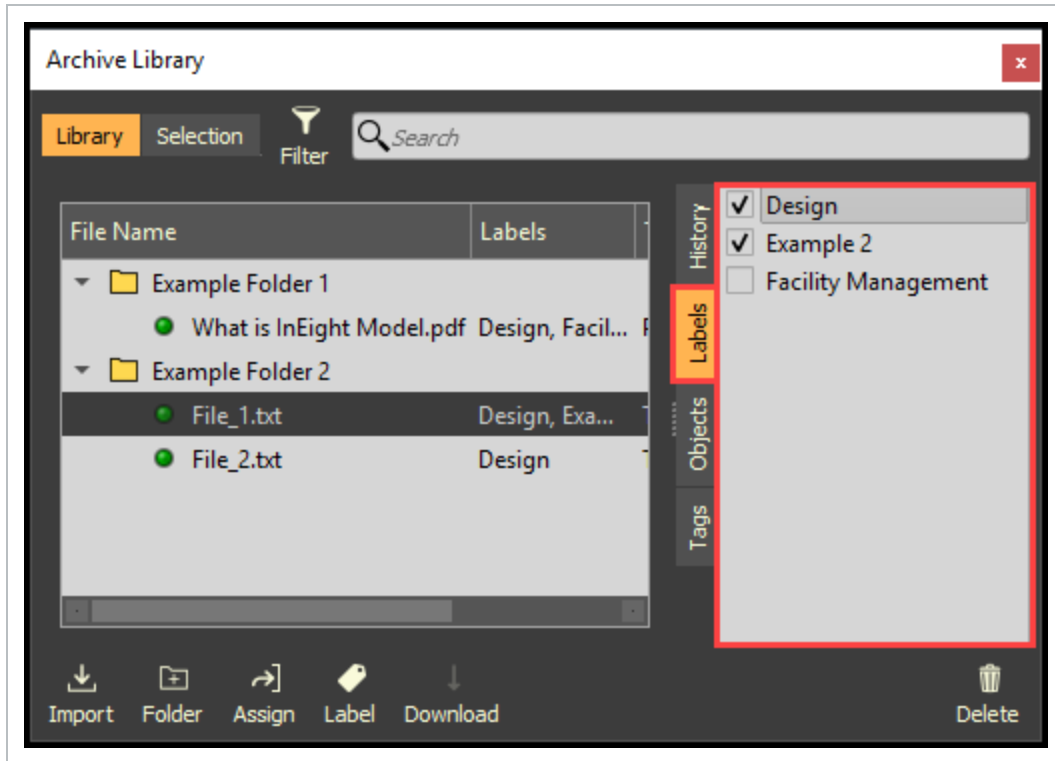 Archive Library
x
Library Selection Filter Search
File Name Labels
Example Folder 1
What is InEight Model.pdf Design, Facil...
Example Folder 2
File_1.txt Design, Exa...
File_2.txt Design
History
Labels
Objects
Tags
Design
Example 2
Facility Management
Import Folder Assign Label Download Delete